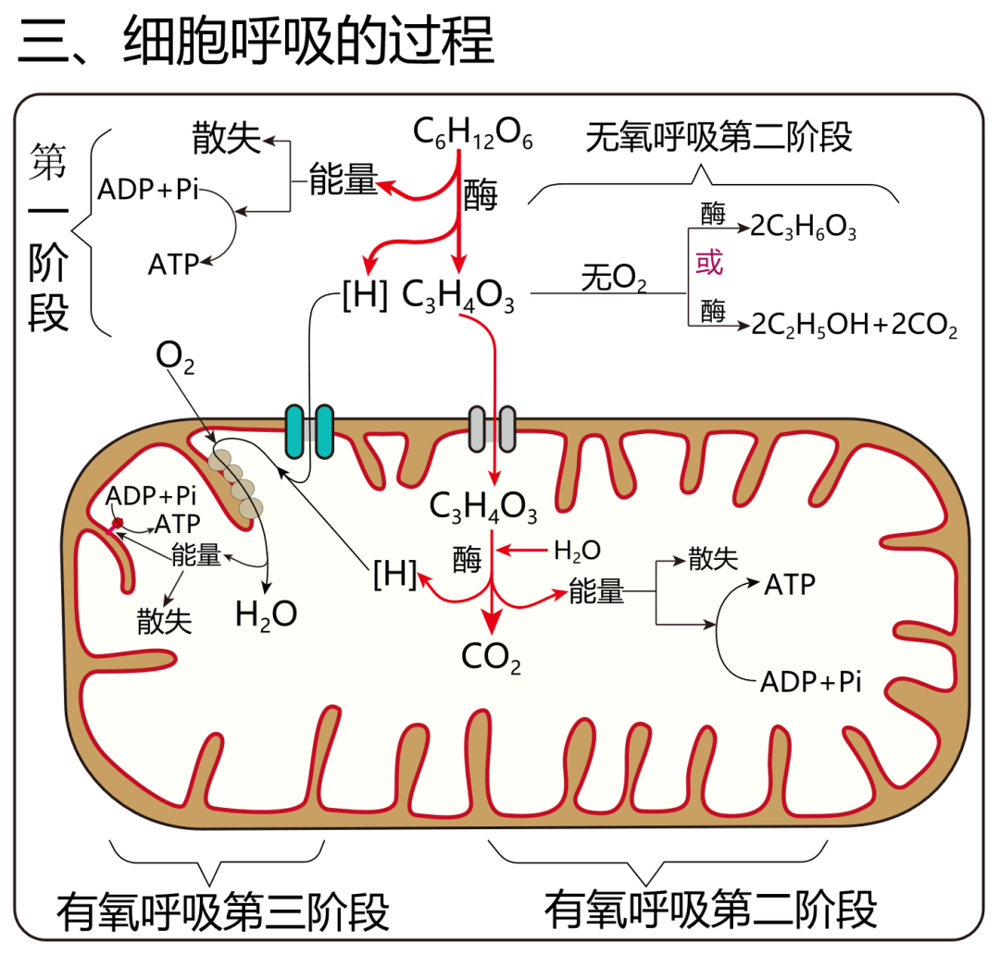 三、细胞呼吸的过程
第一阶段
散失
C₆H₁₂O₆
无氧呼吸第二阶段
ADP+Pi
能量
酶
ATP
酶
2C₃H₆O₃
或
无O₂
[H]
C₃H₄O₃
酶
2C₂H₅OH+2CO₂
O₂
ADP+Pi
ATP
能量
散失
H₂O
C₃H₄O₃
酶
H₂O
[H]
能量
散失
ATP
CO₂
ADP+Pi
有氧呼吸第三阶段
有氧呼吸第二阶段